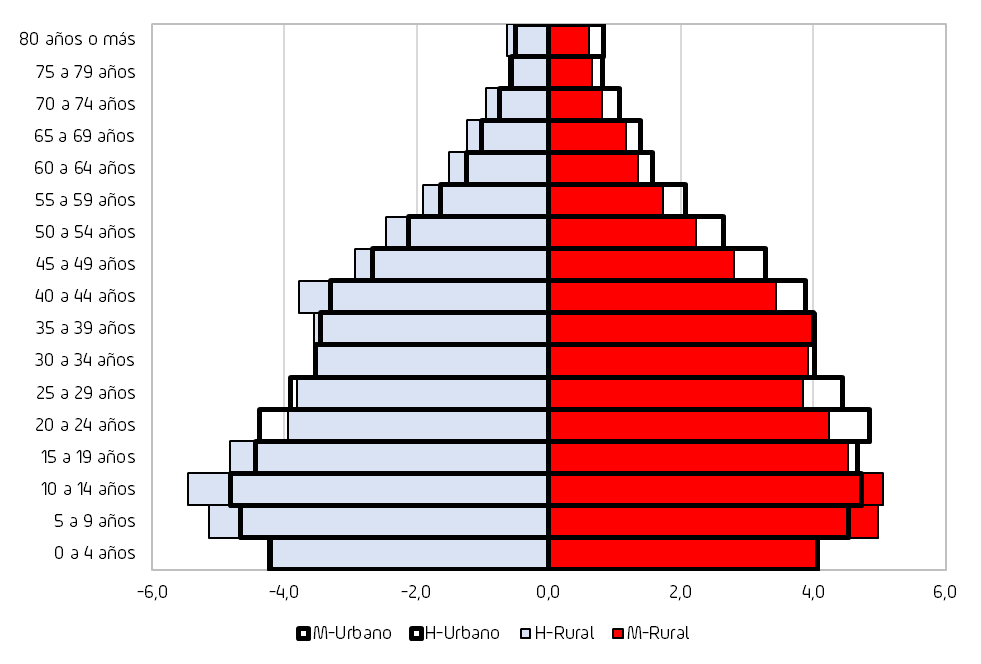 80 años o más
75 a 79 años
70 a 74 años
65 a 69 años
60 a 64 años
55 a 59 años
50 a 54 años
45 a 49 años
40 a 44 años
35 a 39 años
30 a 34 años
25 a 29 años
20 a 24 años
15 a 19 años
10 a 14 años
5 a 9 años
0 a 4 años
-6,0 -4,0 -2,0 0,0 2,0 4,0 6,0
M-Urbano H-Urbano H-Rural M-Rural